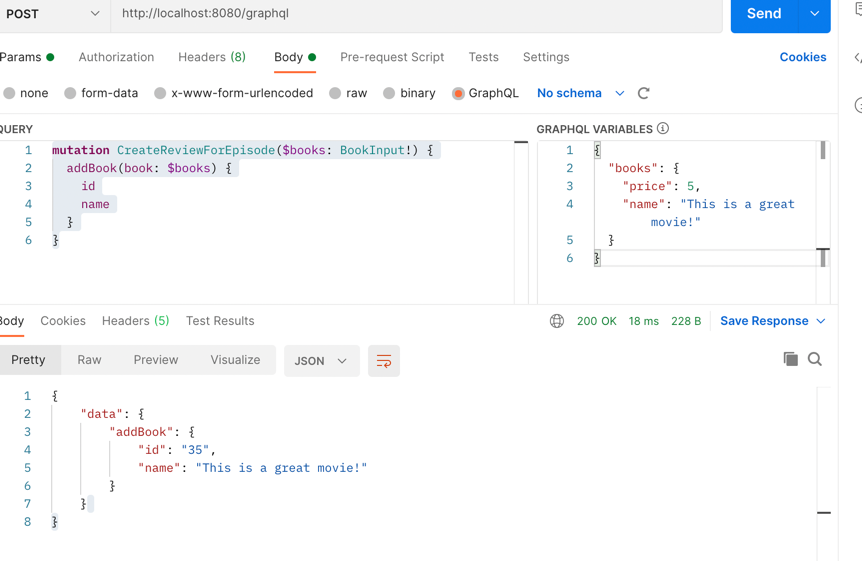 POST http://localhost:8080/graphql Send
Params Authorization Headers (8) Body Pre-request Script Tests Settings Cookies
none form-data x-www-form-urlencoded raw binary GraphQL No schema
QUERY
1 mutation CreateReviewForEpisode($books: BookInput!) {
2 addBook(book: $books) {
3 id
4 name
5 }
6 }
GRAPHQL VARIABLES
1 {
2 "books": {
3 "price": 5,
4 "name": "This is a great
movie!"
5 }
6 }
Body Cookies Headers (5) Test Results 200 OK 18 ms 228 B Save Response
Pretty Raw Preview Visualize JSON
1 {
2 "data": {
3 "addBook": {
4 "id": "35",
5 "name": "This is a great movie!"
6 }
7 }
8 }